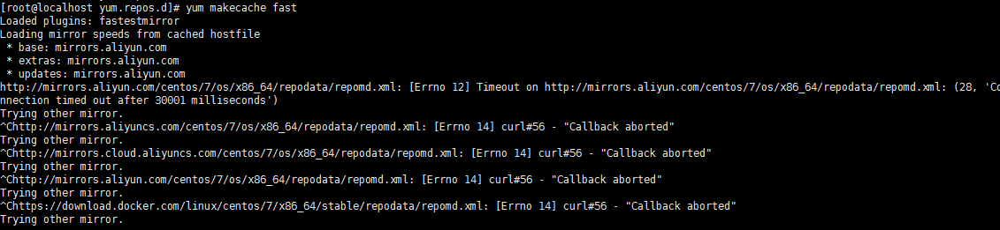 [root@localhost yum.repos.d]# yum makecache fast
Loaded plugins: fastestmirror
Loading mirror speeds from cached hostfile
 * base: mirrors.aliyun.com
 * extras: mirrors.aliyun.com
 * updates: mirrors.aliyun.com
http://mirrors.aliyun.com/centos/7/os/x86_64/repodata/repomd.xml: [Errno 12] Timeout on http://mirrors.aliyun.com/centos/7/os/x86_64/repodata/repomd.xml: (28, 'Co
nnection timed out after 30001 milliseconds')
Trying other mirror.
^Chttp://mirrors.aliyuncs.com/centos/7/os/x86_64/repodata/repomd.xml: [Errno 14] curl#56 - "Callback aborted"
Trying other mirror.
^Chttp://mirrors.cloud.aliyuncs.com/centos/7/os/x86_64/repodata/repomd.xml: [Errno 14] curl#56 - "Callback aborted"
Trying other mirror.
^Chttp://mirrors.aliyun.com/centos/7/os/x86_64/repodata/repomd.xml: [Errno 14] curl#56 - "Callback aborted"
Trying other mirror.
^Chttps://download.docker.com/linux/centos/7/x86_64/stable/repodata/repomd.xml: [Errno 14] curl#56 - "Callback aborted"
Trying other mirror.